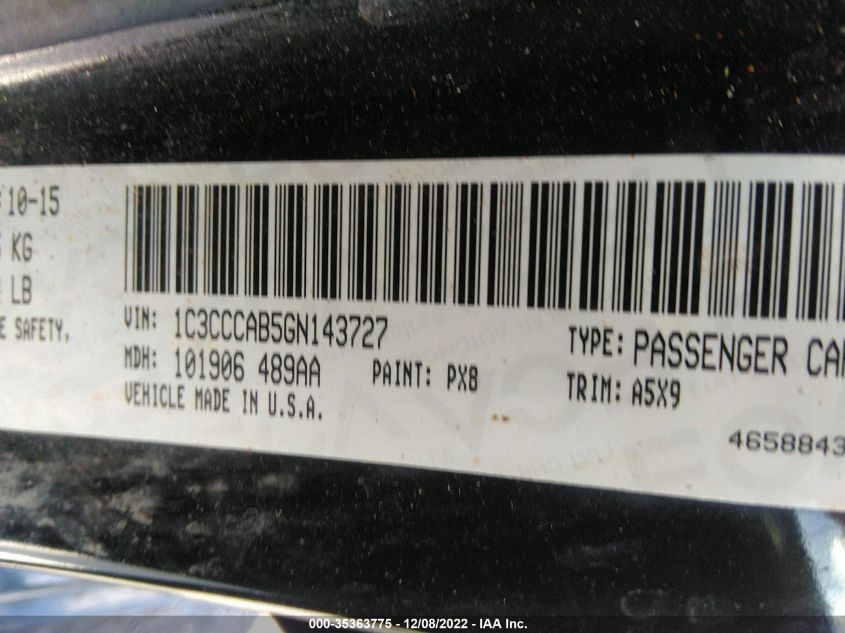 10-15
KG
LB
SAFETY.
VIN: 1C3CCCAB5GN143727
MDH: 101906 489AA
PAINT: PX8
VEHICLE MADE IN U.S.A.
TYPE: PASSENGER CAR
TRIM: A5X9
4658843
000-35363775 - 12/08/2022 - IAA Inc.